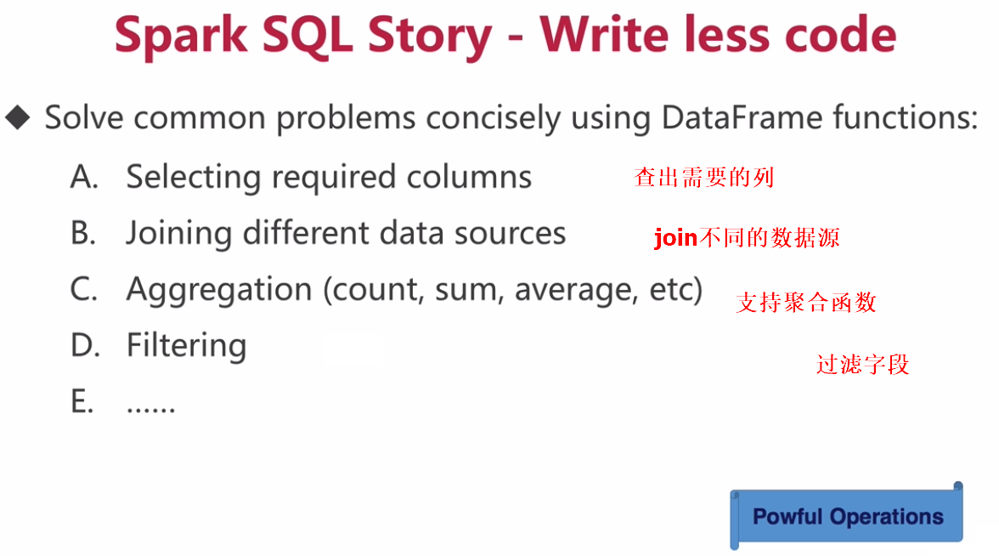 Spark SQL Story - Write less code
◆ Solve common problems concisely using DataFrame functions:
A. Selecting required columns 查出需要的列
B. Joining different data sources join不同的数据源
C. Aggregation (count, sum, average, etc) 支持聚合函数
D. Filtering 过滤字段
E. ......
Powful Operations